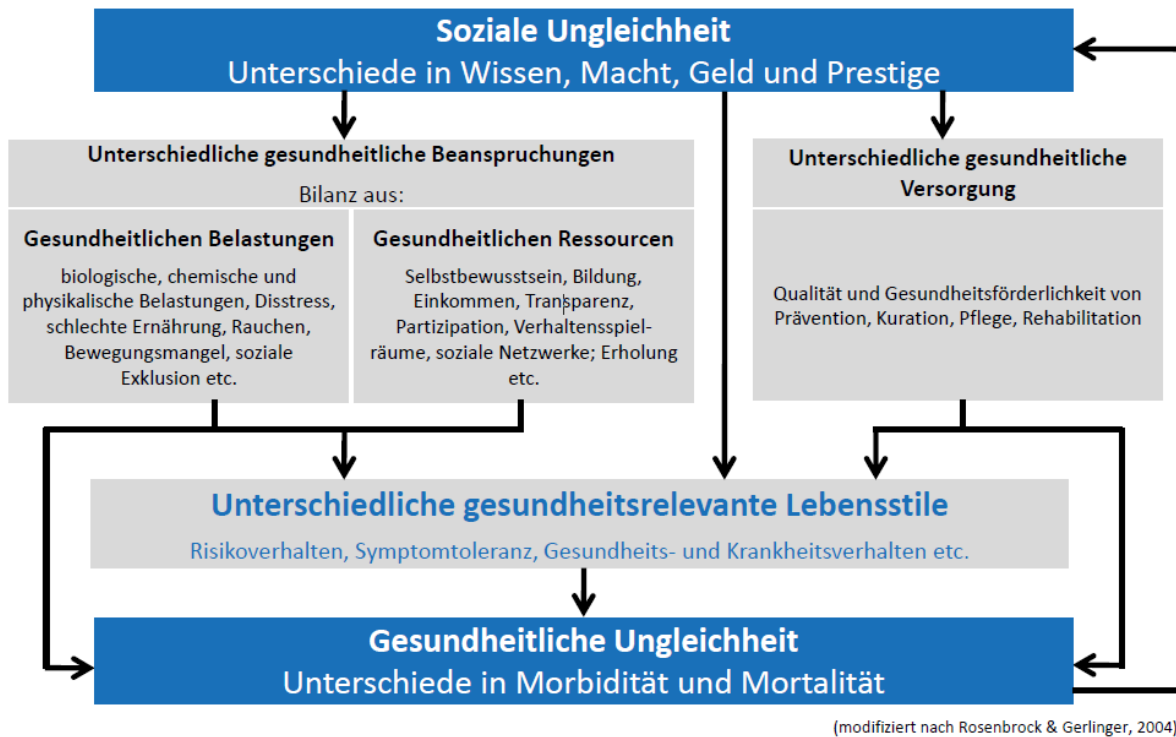 Soziale Ungleichheit
Unterschiede in Wissen, Macht, Geld und Prestige
Unterschiedliche gesundheitliche Beanspruchungen
Bilanz aus:
Gesundheitlichen Belastungen
biologische, chemische und
physikalische Belastungen, Disstress,
schlechte Ernährung, Rauchen,
Bewegungsmangel, soziale
Exklusion etc.
Gesundheitlichen Ressourcen
Selbstbewusstsein, Bildung,
Einkommen, Transparenz,
Partizipation, Verhaltensspiel-
räume, soziale Netzwerke; Erholung
etc.
Unterschiedliche gesundheitliche
Versorgung
Qualität und Gesundheitsförderlichkeit von
Prävention, Kuration, Pflege, Rehabilitation
Unterschiedliche gesundheitsrelevante Lebensstile
Risikoverhalten, Symptomtoleranz, Gesundheits- und Krankheitsverhalten etc.
Gesundheitliche Ungleichheit
Unterschiede in Morbidität und Mortalität
(modifiziert nach Rosenbrock & Gerlinger, 2004)